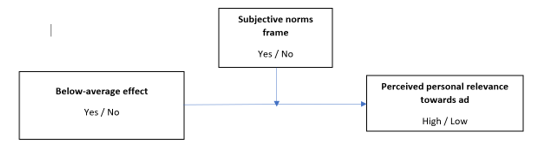 Subjective norms
frame
Yes / No
Below-average effect
Yes / No
Perceived personal relevance
towards ad
High / Low